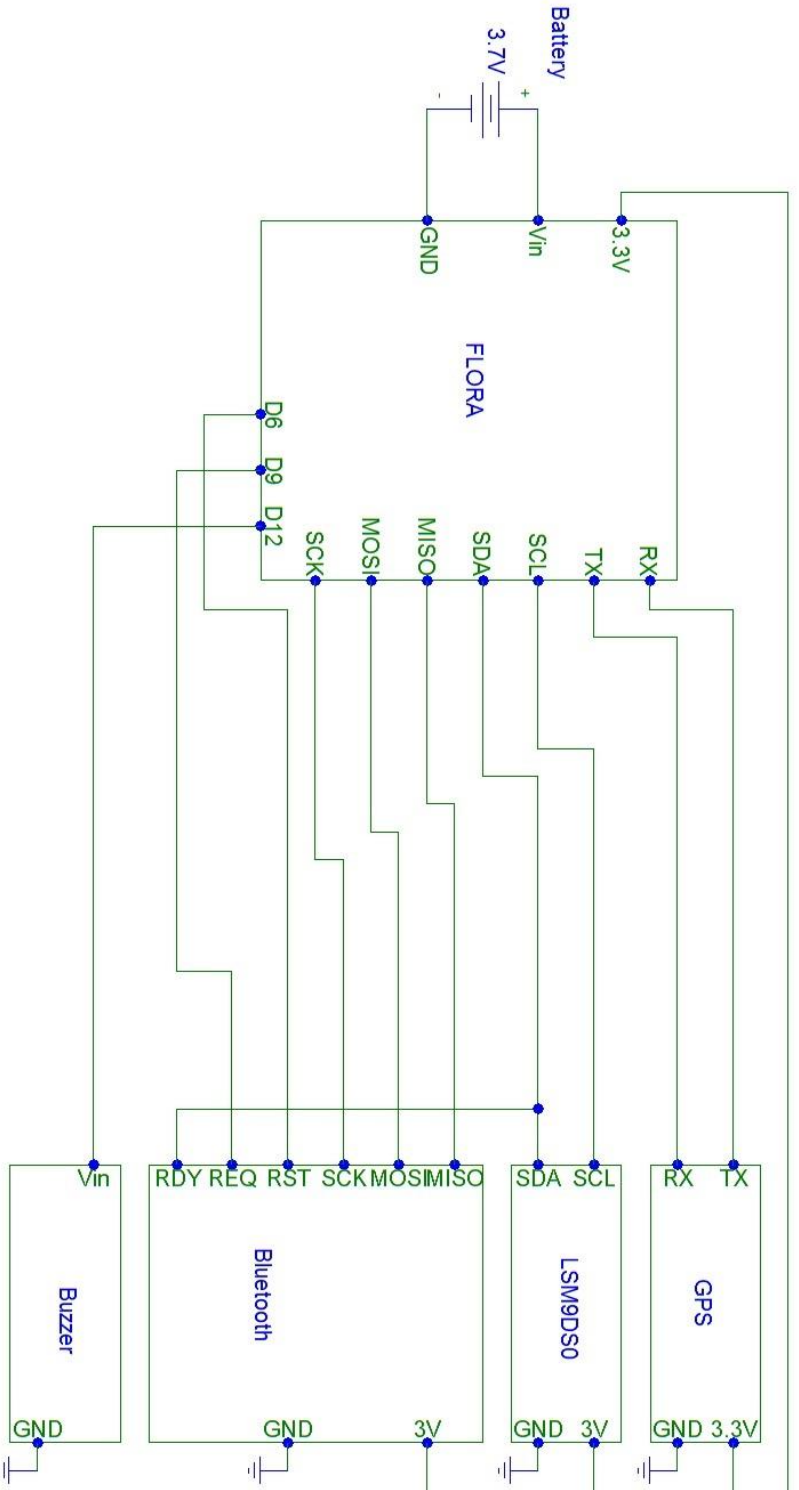 Battery
3.7V
-
+
GND
Vin
3.3V
FLORA
D6
D9
D12
SCK
MOSI
MISO
SDA
SCL
TX
RX
Vin
RDY REQ RST SCK MOSI MISO
SDA SCL
RX TX
Buzzer
Bluetooth
LSM9DS0
GPS
GND
GND 3V
GND 3V
GND 3.3V